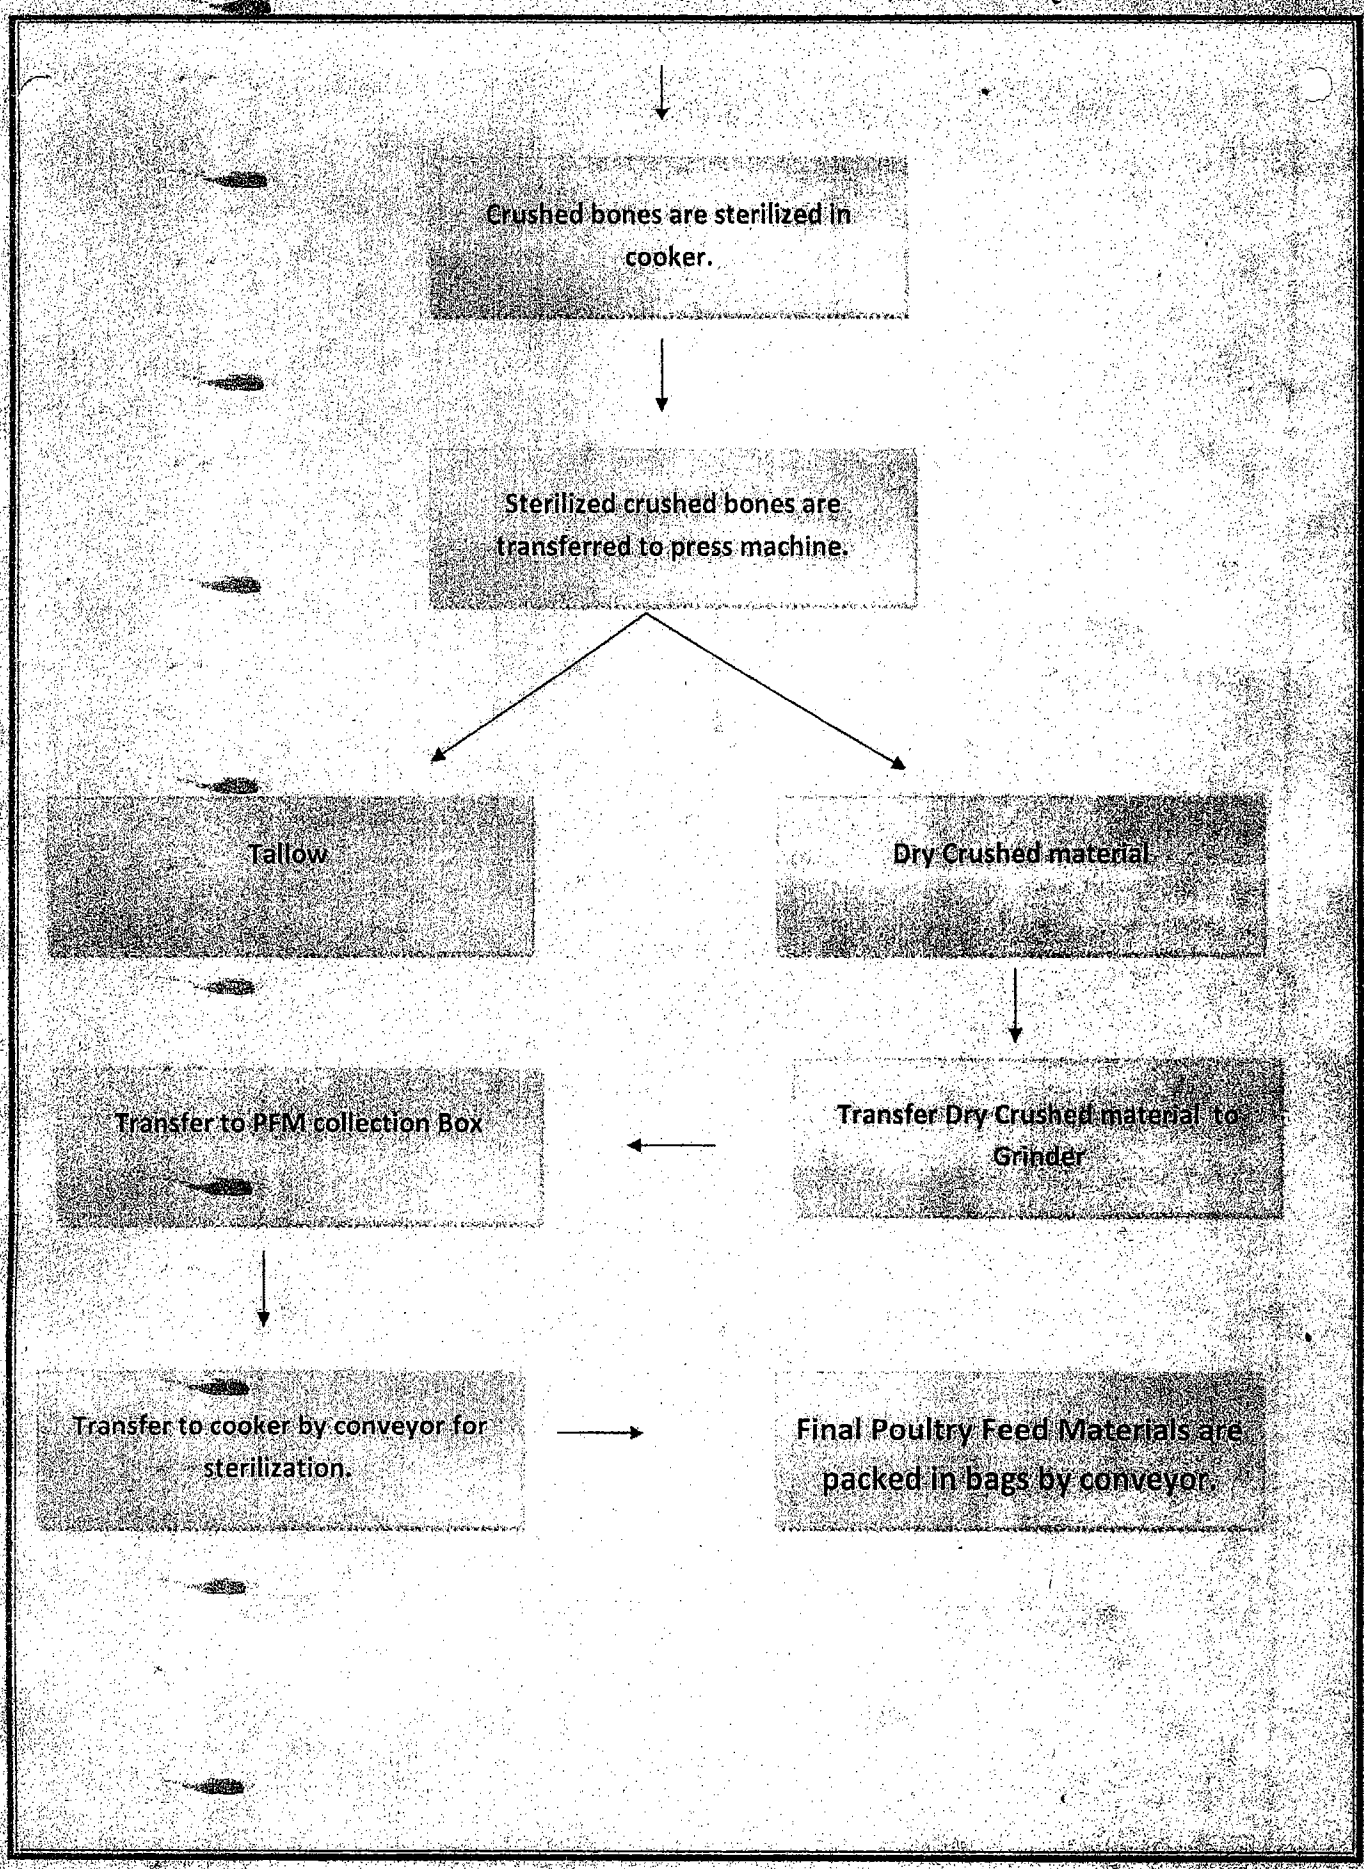 Crushed bones are sterilized in
cooker.
Sterilized crushed bones are
transferred to press machine.
Tallow
Dry Crushed material
Transfer to PFM collection Box
Transfer Dry Crushed material to
Grinder
Transfer to cooker by conveyor for
sterilization.
Final Poultry Feed Materials are
packed in bags by conveyor.